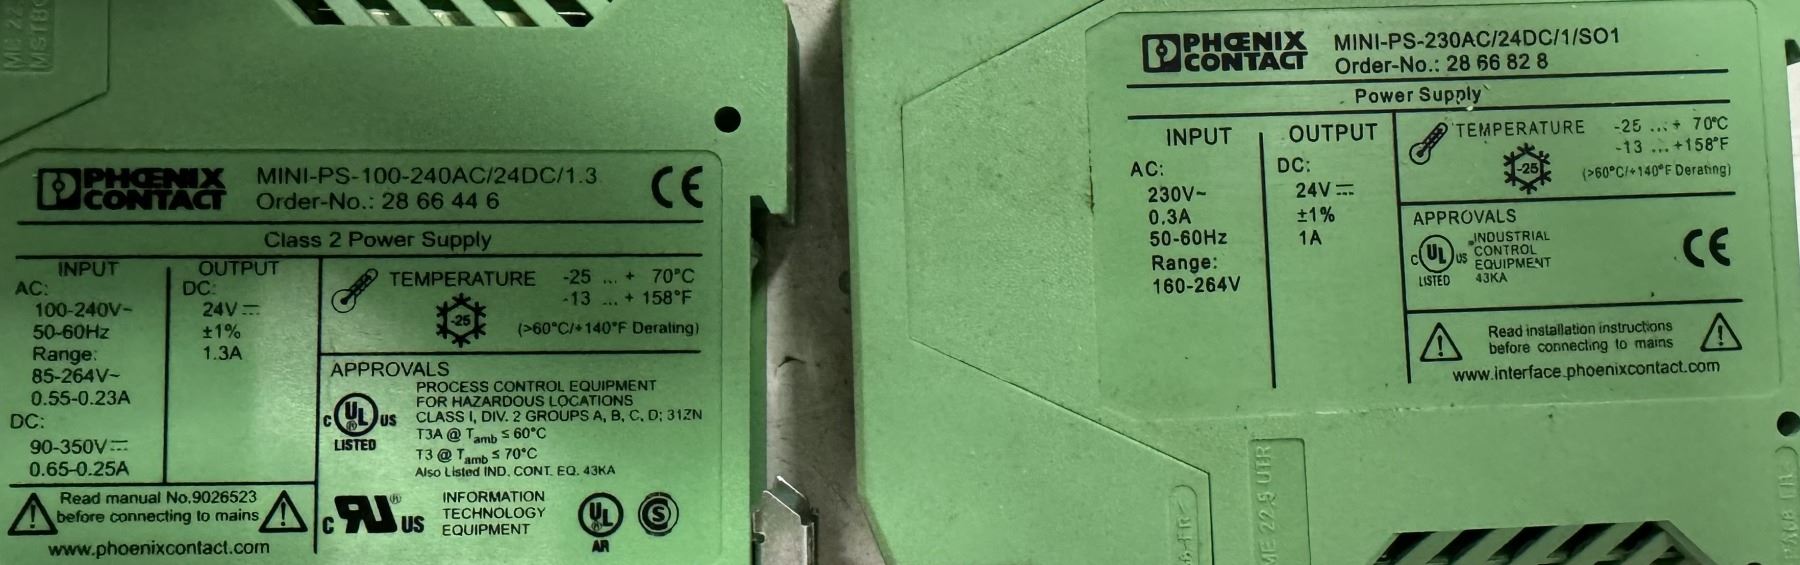 PHŒNIX
CONTACT
MINI-PS-100-240AC/24DC/1.3
Order-No.: 28 66 44 6
CE
Class 2 Power Supply
INPUT
AC:
100-240V~
50-60Hz
Range:
85-264V~
0.55-0.23A
DC:
90-350V⎓
0.65-0.25A
OUTPUT
DC:
24V⎓
±1%
1.3A
TEMPERATURE
-25 ... + 70°C
-13 ... + 158°F
-25
(>60°C/+140°F Derating)
APPROVALS
C UL US
LISTED
PROCESS CONTROL EQUIPMENT
FOR HAZARDOUS LOCATIONS
CLASS I, DIV. 2 GROUPS A, B, C, D; 31ZN
T3A @ Tamb ≤ 60°C
T3 @ Tamb ≤ 70°C
Also Listed IND. CONT. EQ. 43KA
Read manual No.9026523
before connecting to mains
www.phoenixcontact.com
C RU ® US
INFORMATION
TECHNOLOGY
EQUIPMENT
UL
AR
S
PHŒNIX
CONTACT
MINI-PS-230AC/24DC/1/SO1
Order-No.: 28 66 82 8
Power Supply
INPUT
AC:
230V~
0.3A
50-60Hz
Range:
160-264V
OUTPUT
DC:
24V⎓
±1%
1A
TEMPERATURE
-25 ...+ 70°C
-13 ...+158°F
-25
(>60°C/+140°F Derating)
APPROVALS
C UL US
LISTED
INDUSTRIAL
CONTROL
EQUIPMENT
43KA
CE
Read installation instructions
before connecting to mains
www.interface.phoenixcontact.com
ME 22,5 UTR